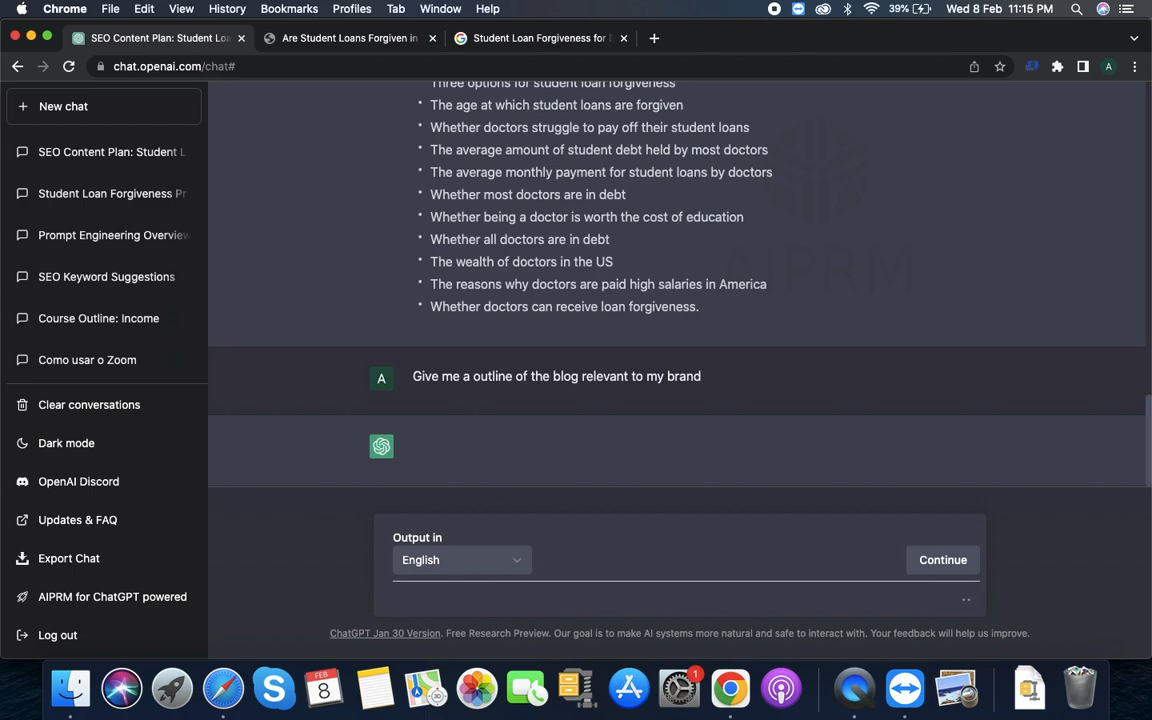 Chrome File Edit View History Bookmarks Profiles Tab Window Help 39% Wed 8 Feb 11:15 PM
SEO Content Plan: Student Loa Are Student Loans Forgiven in Student Loan Forgiveness for D
chat.openai.com/chat# A
New chat
SEO Content Plan: Student L
Student Loan Forgiveness Pr
Prompt Engineering Overview
SEO Keyword Suggestions
Course Outline: Income
Como usar o Zoom
Clear conversations
Dark mode
OpenAI Discord
Updates & FAQ
Export Chat
AIPRM for ChatGPT powered
Log out
Three options for student loan forgiveness
• The age at which student loans are forgiven
• Whether doctors struggle to pay off their student loans
• The average amount of student debt held by most doctors
• The average monthly payment for student loans by doctors
• Whether most doctors are in debt
• Whether being a doctor is worth the cost of education
• Whether all doctors are in debt
• The wealth of doctors in the US
• The reasons why doctors are paid high salaries in America
• Whether doctors can receive loan forgiveness.
AIPRM
A Give me a outline of the blog relevant to my brand
Output in
English Continue
ChatGPT Jan 30 Version. Free Research Preview. Our goal is to make AI systems more natural and safe to interact with. Your feedback will help us improve.
FEB
8
1